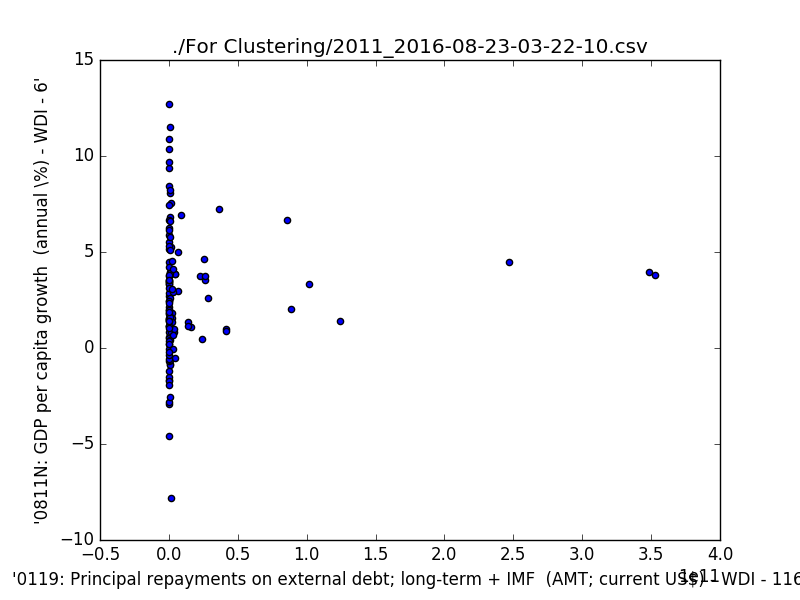 ./For Clustering/2011_2016-08-23-03-22-10.csv
'0811N: GDP per capita growth  (annual \%) - WDI - 6'
15
10
5
0
−5
−10
−0.5 0.0 0.5 1.0 1.5 2.0 2.5 3.0 3.5 4.0
1e11
'0119: Principal repayments on external debt; long-term + IMF  (AMT; current US$) - WDI - 116